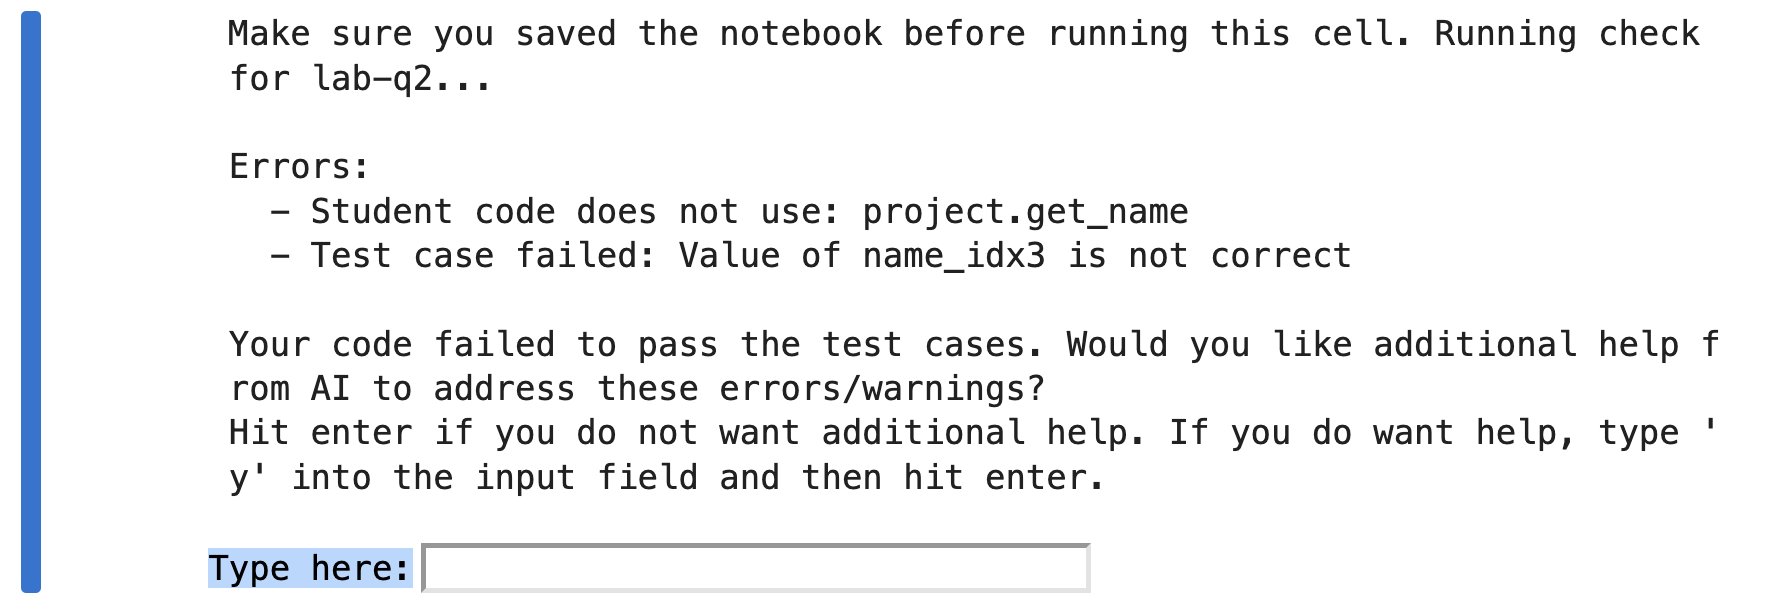 Make sure you saved the notebook before running this cell. Running check
for lab-q2...
Errors:
- Student code does not use: project.get_name
- Test case failed: Value of name_idx3 is not correct
Your code failed to pass the test cases. Would you like additional help f
rom AI to address these errors/warnings?
Hit enter if you do not want additional help. If you do want help, type '
y' into the input field and then hit enter.
Type here: